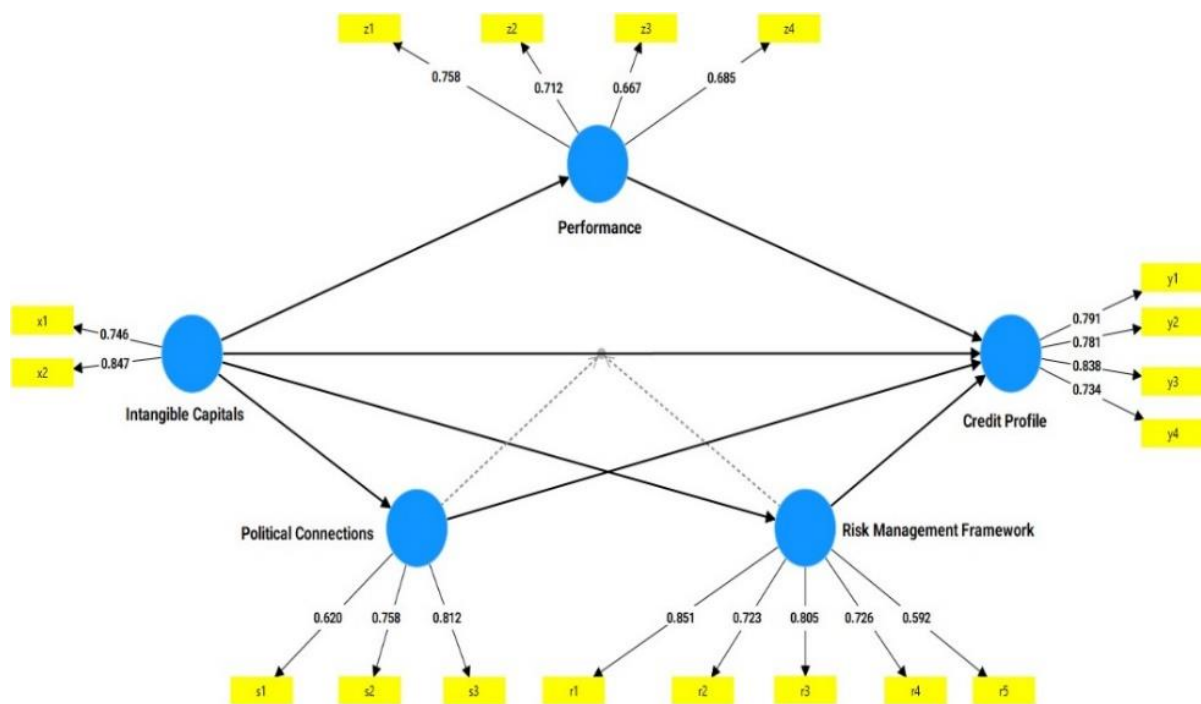 z1
z2
z3
z4
0.758
0.712
0.667
0.685
Performance
x1
x2
0.746
0.847
Intangible Capitals
y1
y2
y3
y4
0.791
0.781
0.838
0.734
Credit Profile
Political Connections
Risk Management Framework
0.620
0.758
0.812
0.851
0.723
0.805
0.726
0.592
s1
s2
s3
r1
r2
r3
r4
r5